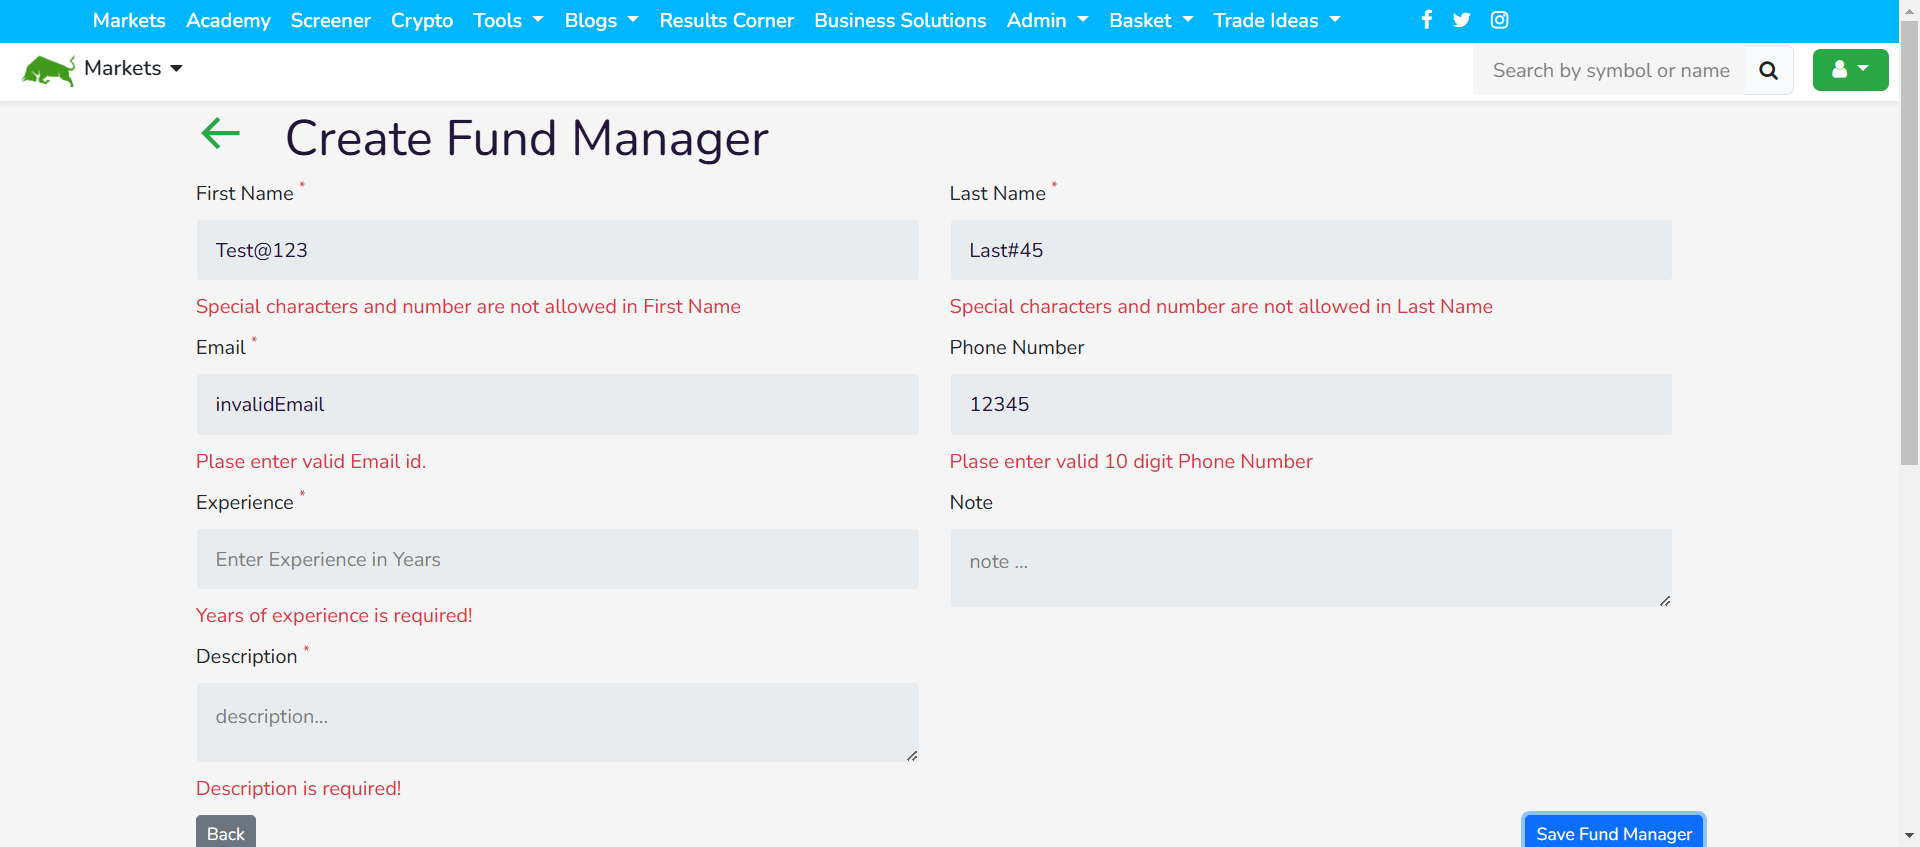 Markets Academy Screener Crypto Tools Blogs Results Corner Business Solutions Admin Basket Trade Ideas
Markets Search by symbol or name
Create Fund Manager
First Name * Last Name *
Test@123 Last#45
Special characters and number are not allowed in First Name Special characters and number are not allowed in Last Name
Email * Phone Number
invalidEmail 12345
Plase enter valid Email id. Plase enter valid 10 digit Phone Number
Experience * Note
Enter Experience in Years note ...
Years of experience is required!
Description *
description...
Description is required!
Back Save Fund Manager